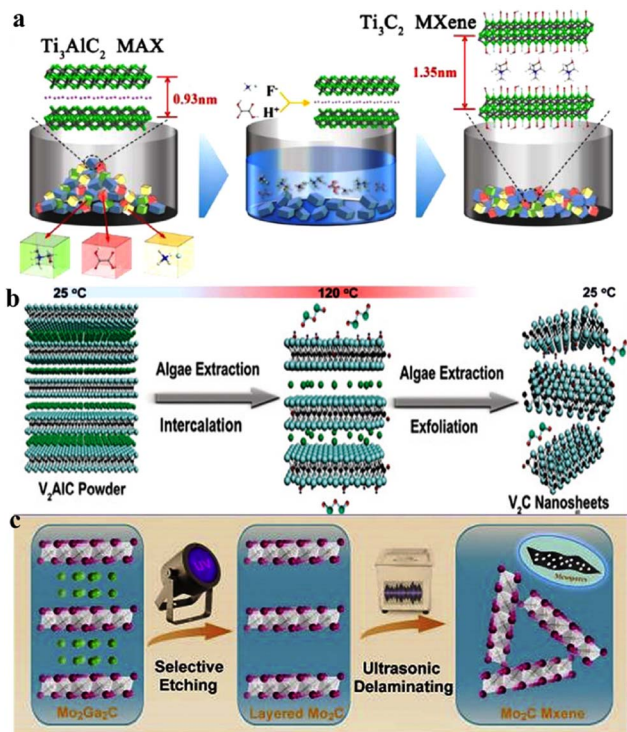 a
Ti₃AlC₂ MAX
0.93nm
F⁻
H⁺
Ti₃C₂ MXene
1.35nm
b
25 °C
120 °C
25 °C
Algae Extraction
Intercalation
Algae Extraction
Exfoliation
V₂AlC Powder
V₂C Nanosheets
c
UV
Mesopores
Selective
Etching
Ultrasonic
Delaminating
Mo₂Ga₂C
Layered Mo₂C
Mo₂C Mxene